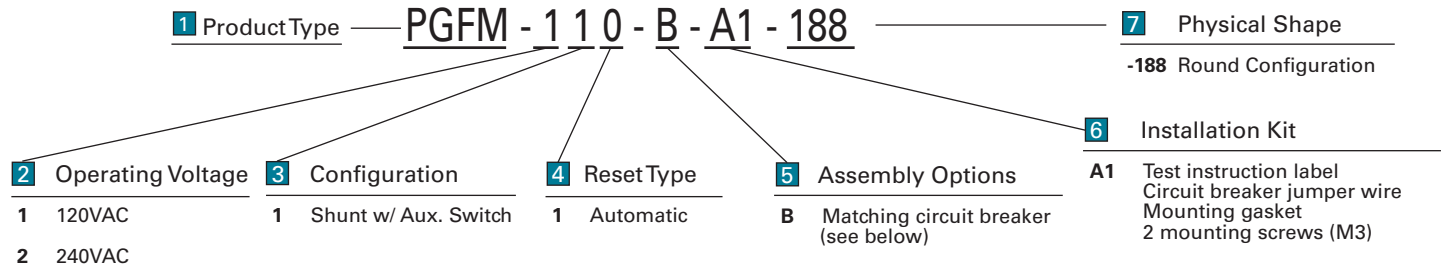 1 Product Type
PGFM - 1 1 0 - B - A1 - 188
7 Physical Shape
-188 Round Configuration
2 Operating Voltage
1 120VAC
2 240VAC
3 Configuration
1 Shunt w/ Aux. Switch
4 Reset Type
1 Automatic
5 Assembly Options
B Matching circuit breaker
(see below)
6 Installation Kit
A1 Test instruction label
Circuit breaker jumper wire
Mounting gasket
2 mounting screws (M3)